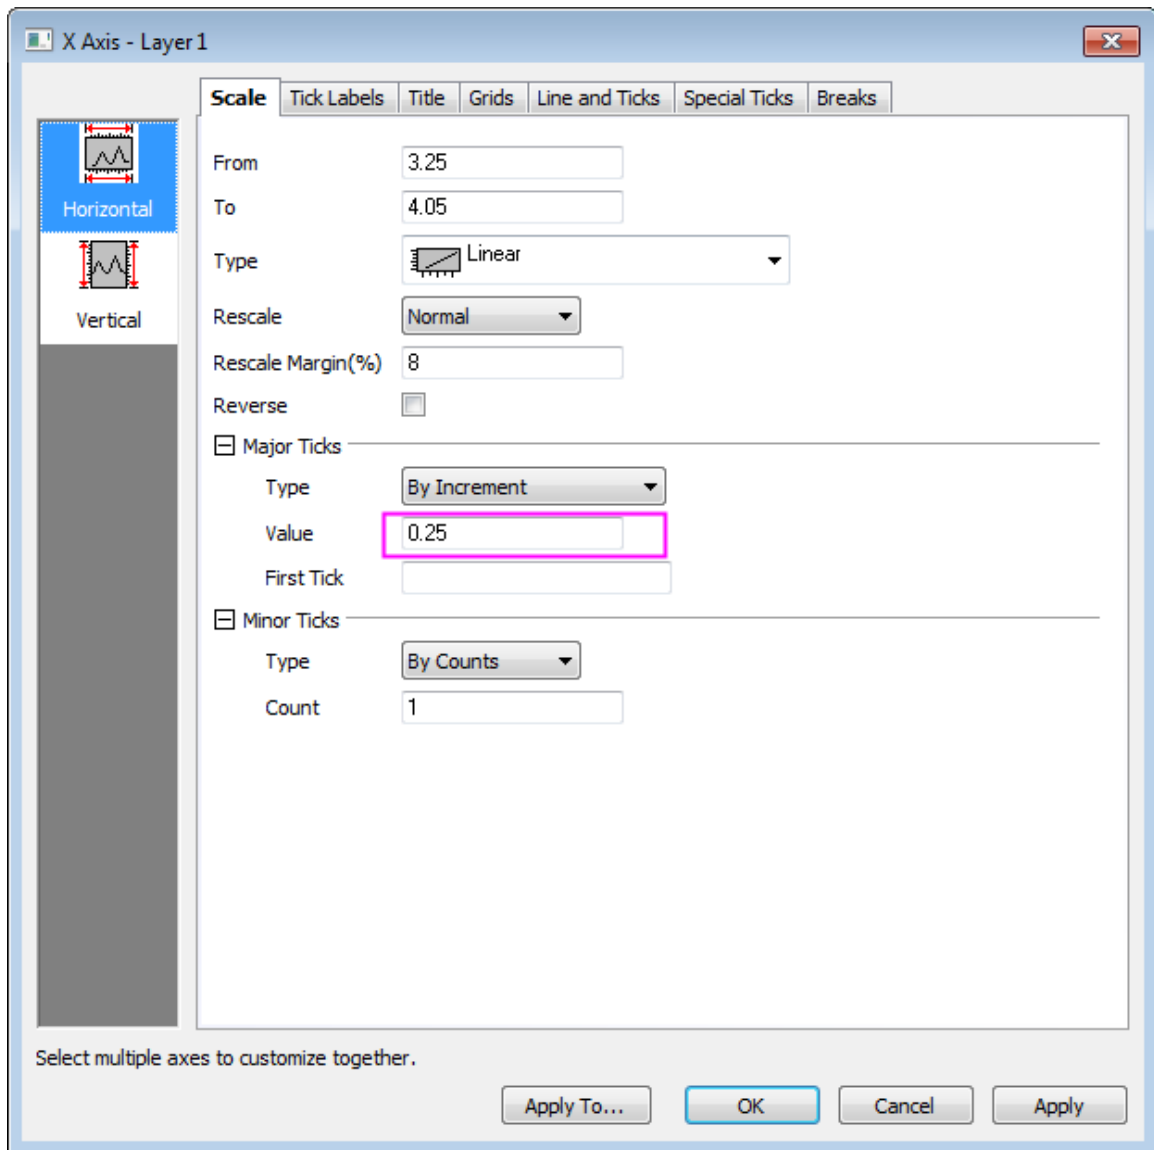 X Axis - Layer1
Scale Tick Labels Title Grids Line and Ticks Special Ticks Breaks
Horizontal
Vertical
From 3.25
To 4.05
Type Linear
Rescale Normal
Rescale Margin(%) 8
Reverse
Major Ticks
Type By Increment
Value 0.25
First Tick
Minor Ticks
Type By Counts
Count 1
Select multiple axes to customize together.
Apply To... OK Cancel Apply